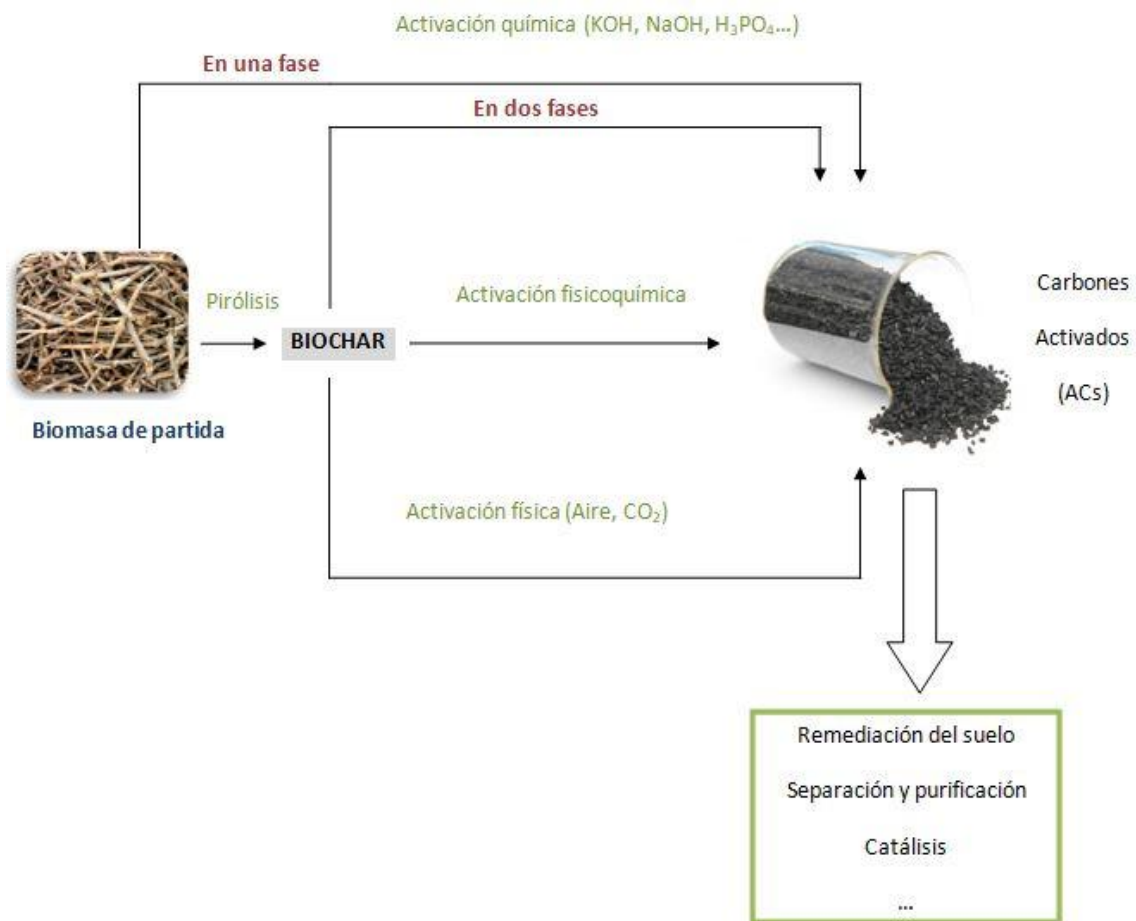 Activación química (KOH, NaOH, H₃PO₄...)
En una fase
En dos fases
Pirólisis
Activación fisicoquímica
BIOCHAR
Biomasa de partida
Carbones
Activados
(ACs)
Activación física (Aire, CO₂)
Remediación del suelo
Separación y purificación
Catálisis
...